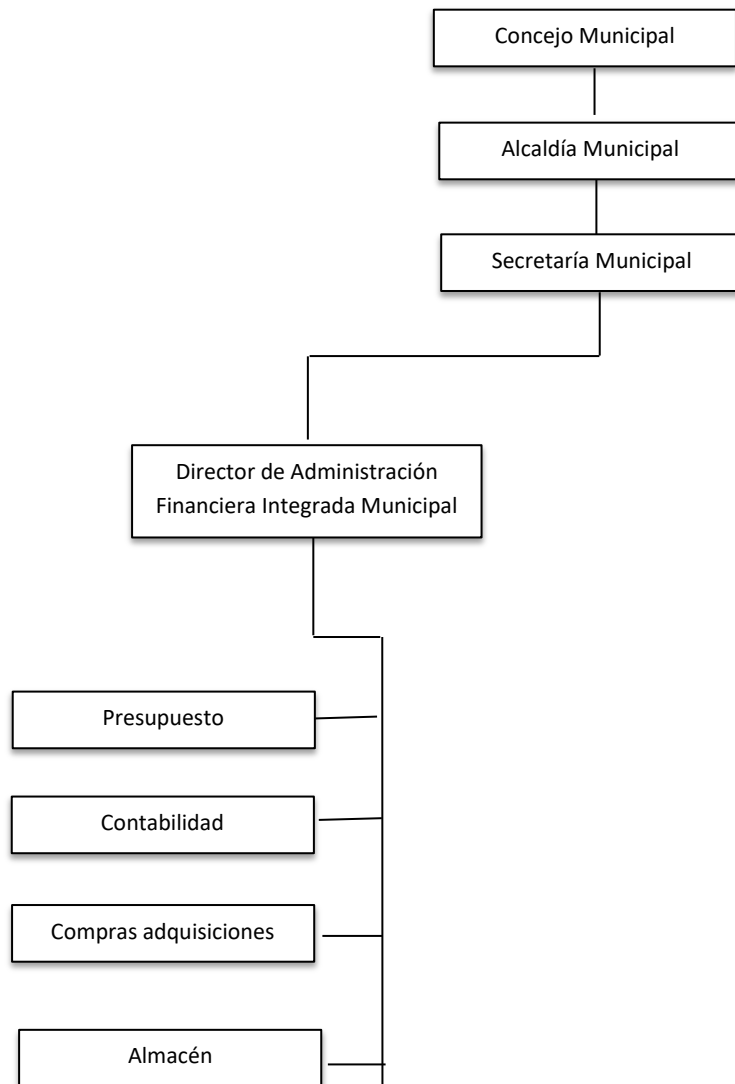 Concejo Municipal
Alcaldía Municipal
Secretaría Municipal
Director de Administración
Financiera Integrada Municipal
Presupuesto
Contabilidad
Compras adquisiciones
Almacén